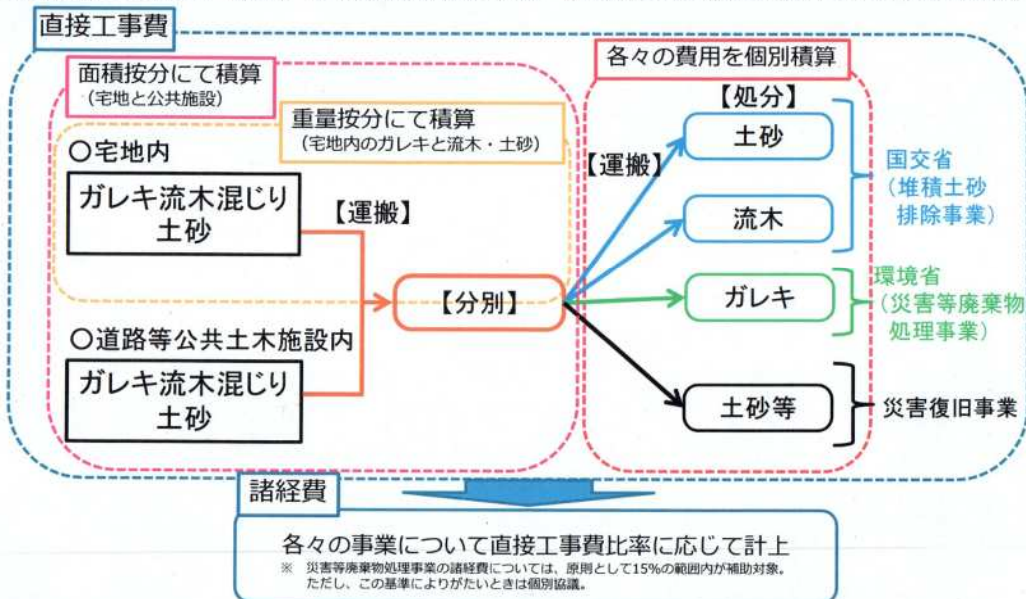 直接工事費
面積按分にて積算
（宅地と公共施設）
重量按分にて積算
（宅地内のガレキと流木・土砂）
○宅地内
ガレキ流木混じり
土砂
【運搬】
【分別】
○道路等公共土木施設内
ガレキ流木混じり
土砂
各々の費用を個別積算
【処分】
【運搬】
土砂
流木
ガレキ
土砂等
国交省
（堆積土砂
排除事業）
環境省
（災害等廃棄物
処理事業）
災害復旧事業
諸経費
各々の事業について直接工事費比率に応じて計上
※ 災害等廃棄物処理事業の諸経費については、原則として15%の範囲内が補助対象。
ただし、この基準によりがたいときは個別協議。